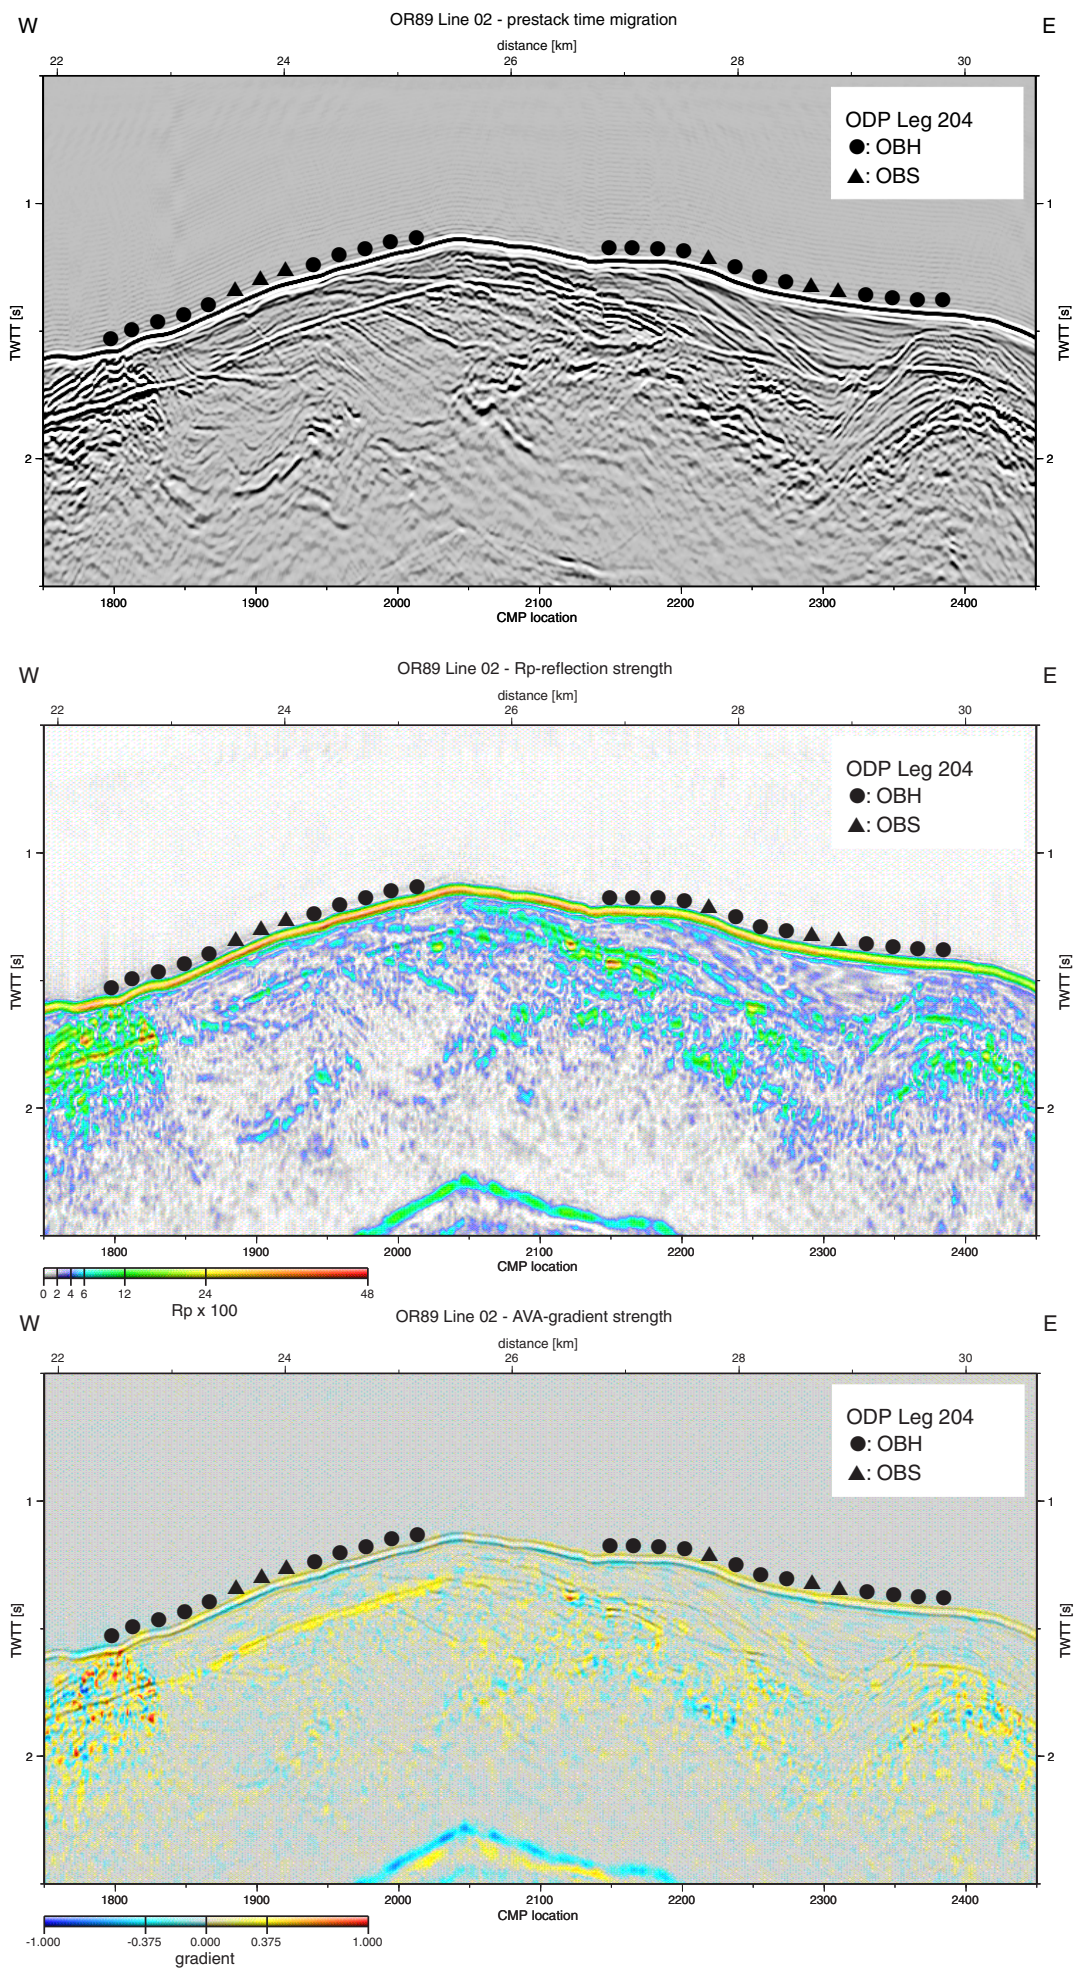 OR89 Line 02 - prestack time migration
W
E
distance [km]
22 24 26 28 30
ODP Leg 204
: OBH
: OBS
1 1
TWTT [s] TWTT [s]
2 2
1800 1900 2000 2100 2200 2300 2400
CMP location
OR89 Line 02 - Rp-reflection strength
W
E
distance [km]
22 24 26 28 30
ODP Leg 204
: OBH
: OBS
1 1
TWTT [s] TWTT [s]
2 2
1800 1900 2000 2100 2200 2300 2400
CMP location
0 2 4 6 12 24 48
Rp x 100
OR89 Line 02 - AVA-gradient strength
W
E
distance [km]
22 24 26 28 30
ODP Leg 204
: OBH
: OBS
1 1
TWTT [s] TWTT [s]
2 2
1800 1900 2000 2100 2200 2300 2400
CMP location
-1.000 -0.375 0.000 0.375 1.000
gradient